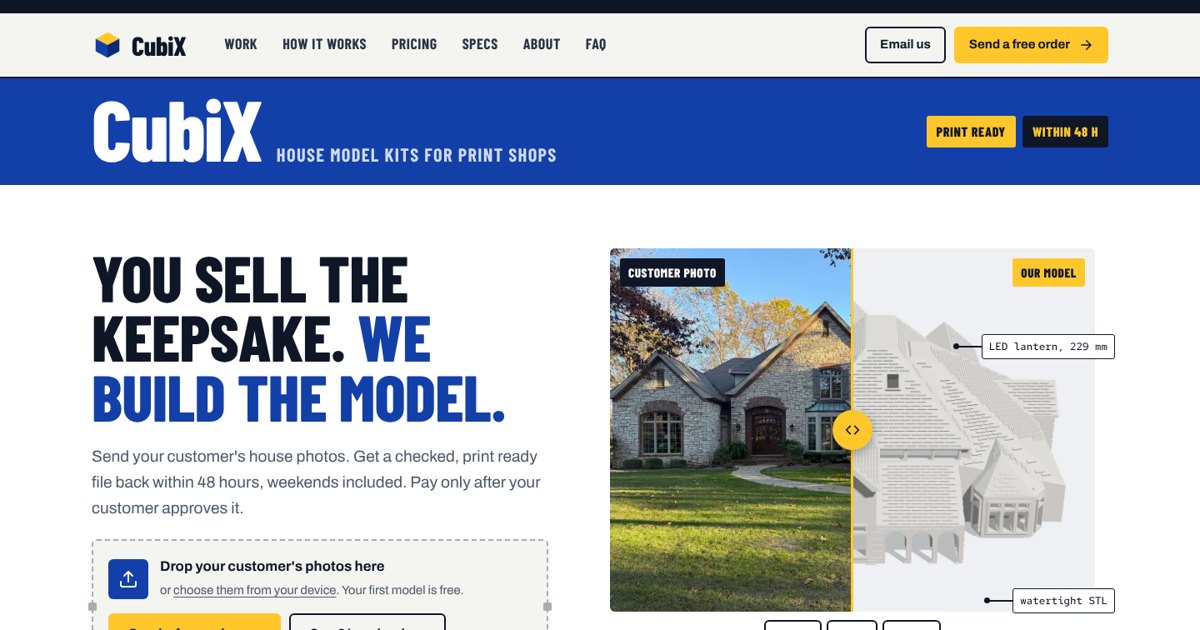 CubiX
WORK
HOW IT WORKS
PRICING
SPECS
ABOUT
FAQ
Email us
Send a free order
CubiX
HOUSE MODEL KITS FOR PRINT SHOPS
PRINT READY
WITHIN 48 H
YOU SELL THE
KEEPSAKE. WE
BUILD THE MODEL.
Send your customer's house photos. Get a checked, print ready
file back within 48 hours, weekends included. Pay only after your
customer approves it.
Drop your customer's photos here
or choose them from your device. Your first model is free.
CUSTOMER PHOTO
OUR MODEL
LED lantern, 229 mm
watertight STL